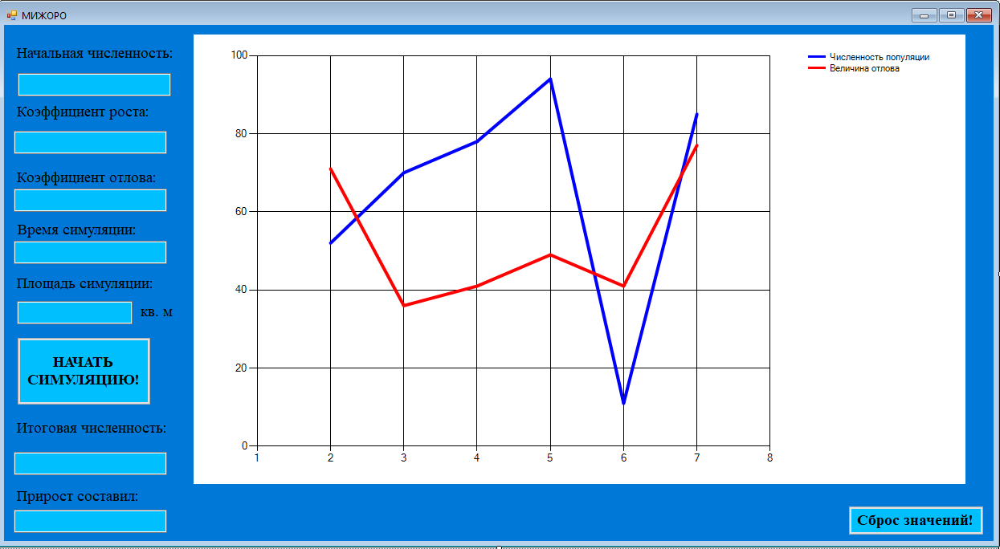 МИЖОРО
Начальная численность:
Коэффициент роста:
Коэффициент отлова:
Время симуляции:
Площадь симуляции:
кв. м
НАЧАТЬ
СИМУЛЯЦИЮ!
Итоговая численность:
Прирост составил:
100
80
60
40
20
0
1 2 3 4 5 6 7 8
Численность популяции
Величина отлова
Сброс значений!